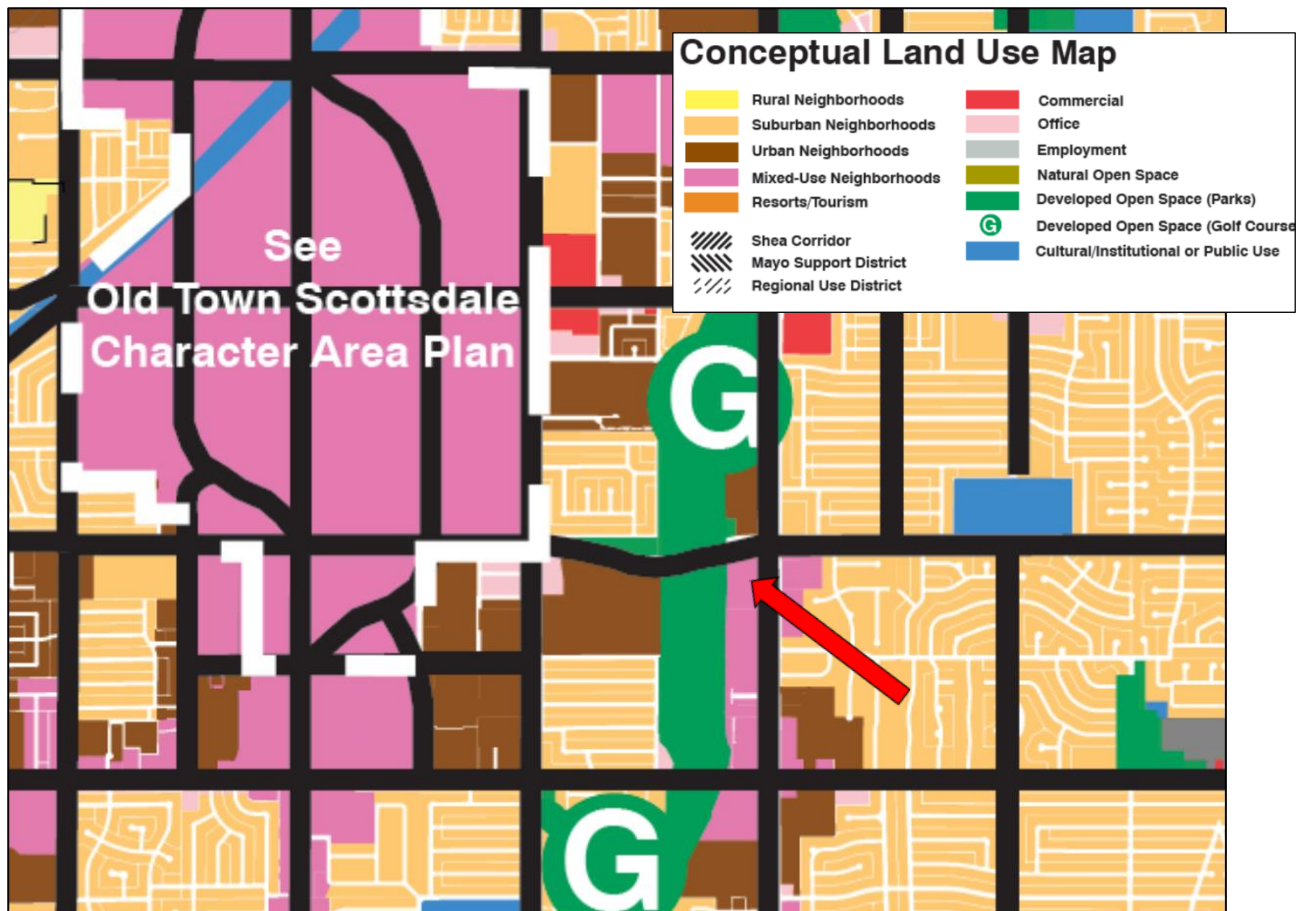 Conceptual Land Use Map
Rural Neighborhoods
Suburban Neighborhoods
Urban Neighborhoods
Mixed-Use Neighborhoods
Resorts/Tourism
Shea Corridor
Mayo Support District
Regional Use District
Commercial
Office
Employment
Natural Open Space
Developed Open Space (Parks)
G
Developed Open Space (Golf Course
Cultural/Institutional or Public Use
See
Old Town Scottsdale
Character Area Plan
G
G